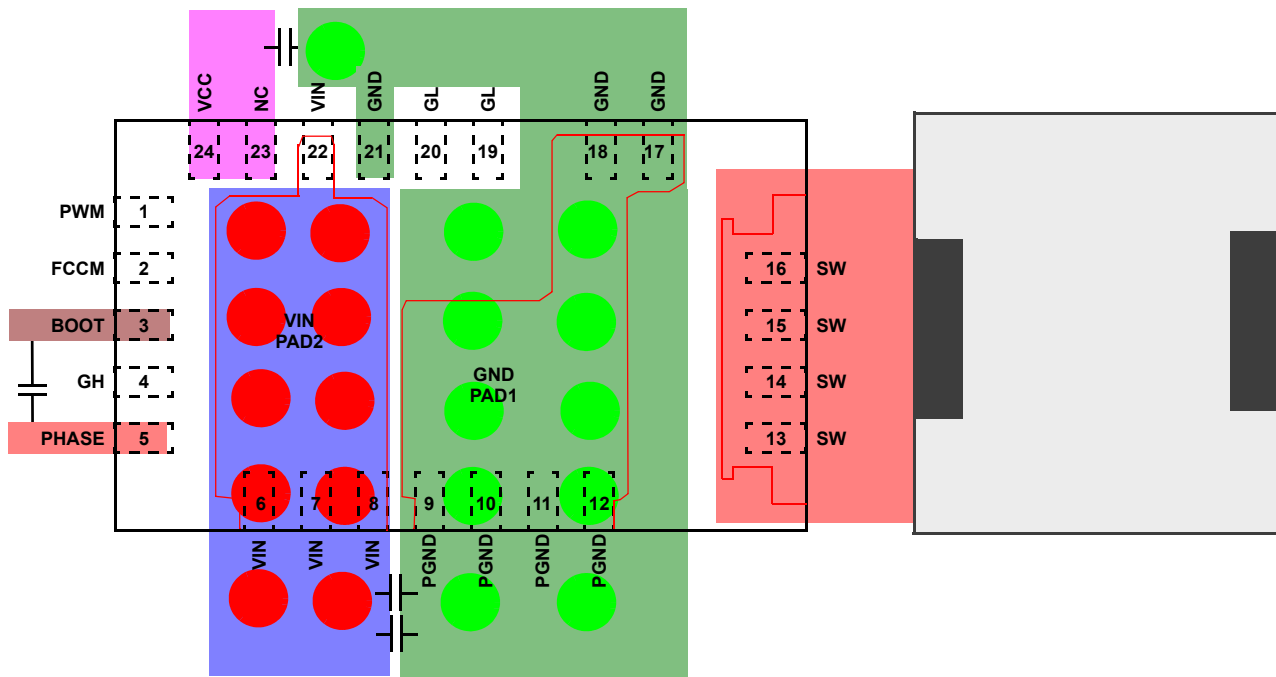 VCC
NC
VIN
GND
GL
GL
GND
GND
24
23
22
21
20
19
18
17
PWM 1
FCCM 2
BOOT 3
GH 4
PHASE 5
VIN
PAD2
GND
PAD1
16 SW
15 SW
14 SW
13 SW
6
7
8
9
10
11
12
VIN
VIN
VIN
PGND
PGND
PGND
PGND